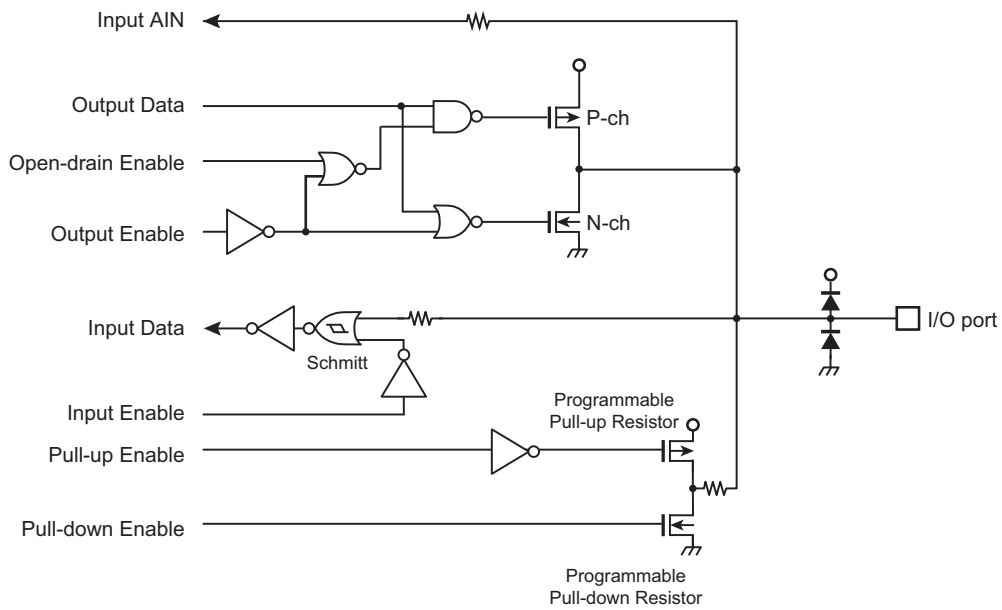 Input AIN
Output Data
P-ch
Open-drain Enable
N-ch
Output Enable
Input Data
Schmitt
I/O port
Input Enable
Programmable
Pull-up Resistor
Pull-up Enable
Pull-down Enable
Programmable
Pull-down Resistor